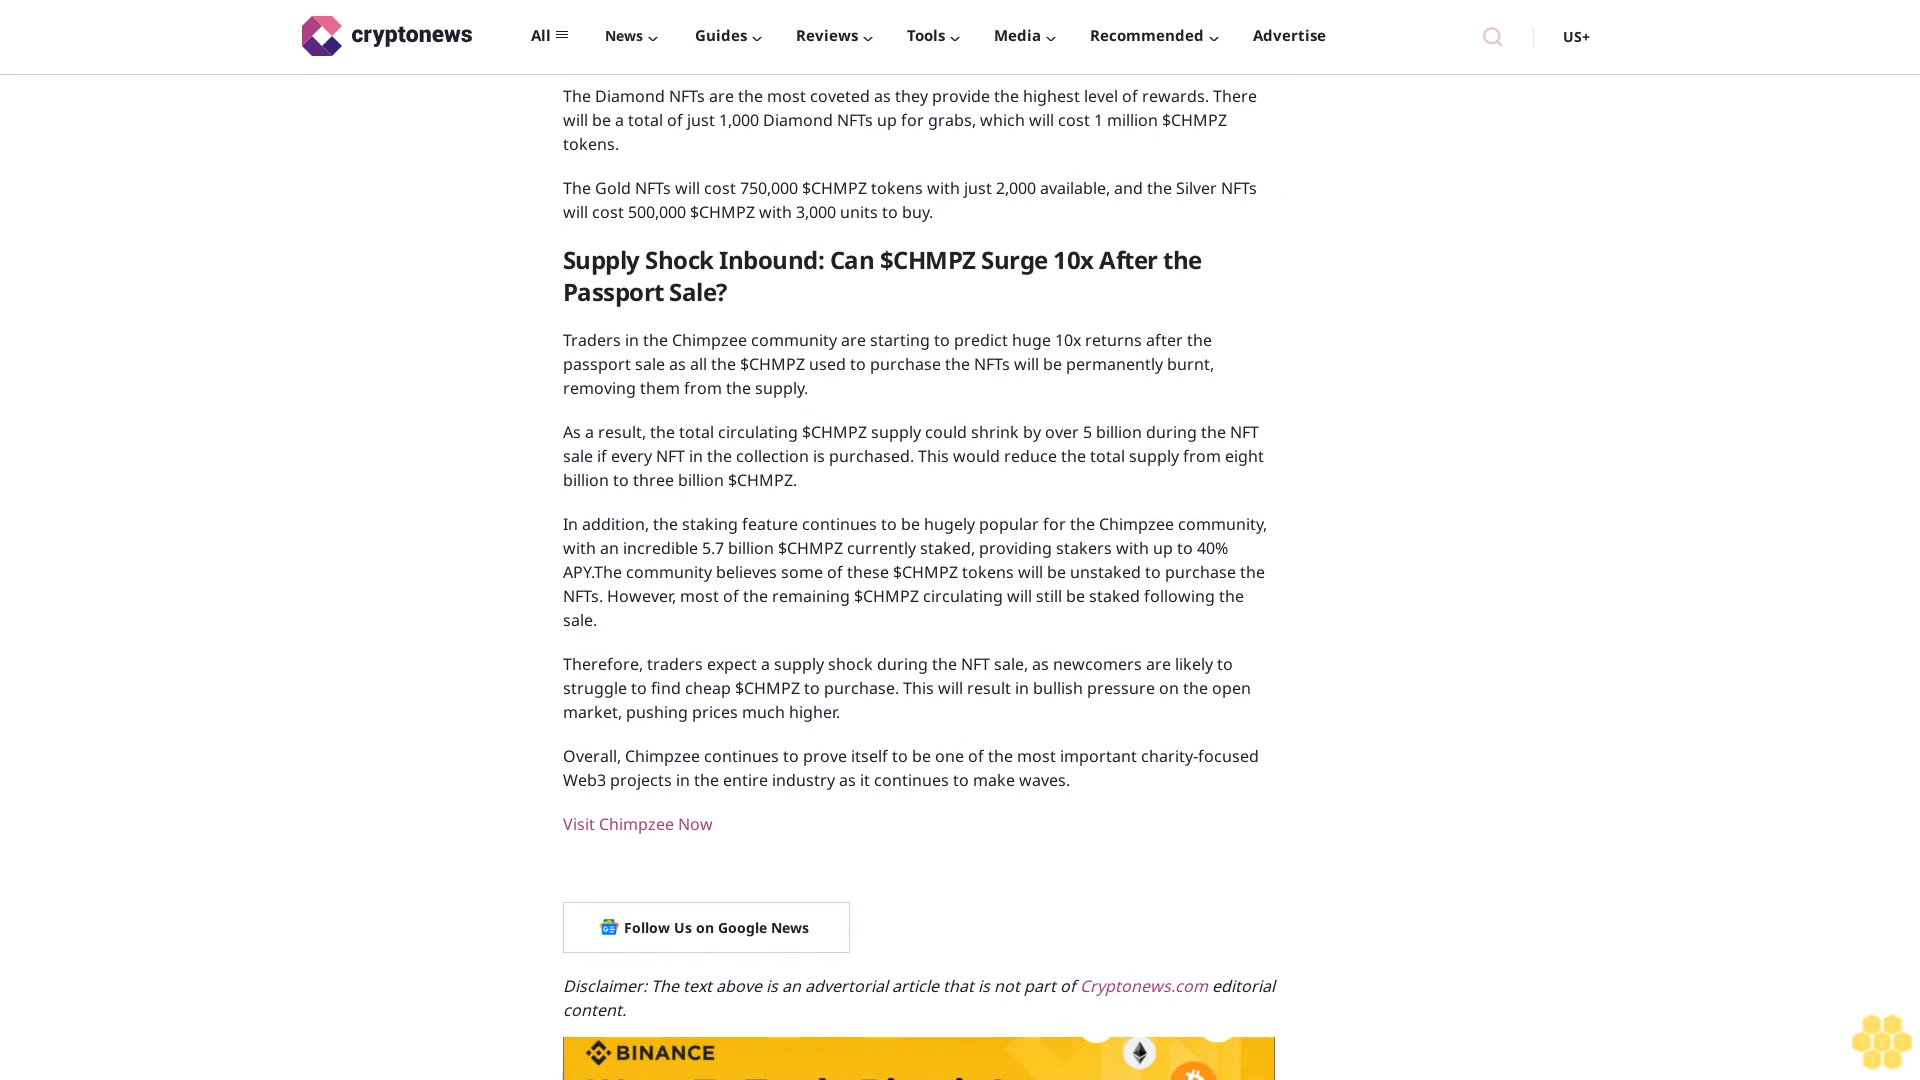 cryptonews
All News Guides Reviews Tools Media Recommended Advertise US+
The Diamond NFTs are the most coveted as they provide the highest level of rewards. There
will be a total of just 1,000 Diamond NFTs up for grabs, which will cost 1 million $CHMPZ
tokens.
The Gold NFTs will cost 750,000 $CHMPZ tokens with just 2,000 available, and the Silver NFTs
will cost 500,000 $CHMPZ with 3,000 units to buy.
Supply Shock Inbound: Can $CHMPZ Surge 10x After the
Passport Sale?
Traders in the Chimpzee community are starting to predict huge 10x returns after the
passport sale as all the $CHMPZ used to purchase the NFTs will be permanently burnt,
removing them from the supply.
As a result, the total circulating $CHMPZ supply could shrink by over 5 billion during the NFT
sale if every NFT in the collection is purchased. This would reduce the total supply from eight
billion to three billion $CHMPZ.
In addition, the staking feature continues to be hugely popular for the Chimpzee community,
with an incredible 5.7 billion $CHMPZ currently staked, providing stakers with up to 40%
APY.The community believes some of these $CHMPZ tokens will be unstaked to purchase the
NFTs. However, most of the remaining $CHMPZ circulating will still be staked following the
sale.
Therefore, traders expect a supply shock during the NFT sale, as newcomers are likely to
struggle to find cheap $CHMPZ to purchase. This will result in bullish pressure on the open
market, pushing prices much higher.
Overall, Chimpzee continues to prove itself to be one of the most important charity-focused
Web3 projects in the entire industry as it continues to make waves.
Visit Chimpzee Now
Follow Us on Google News
Disclaimer: The text above is an advertorial article that is not part of Cryptonews.com editorial
content.
BINANCE